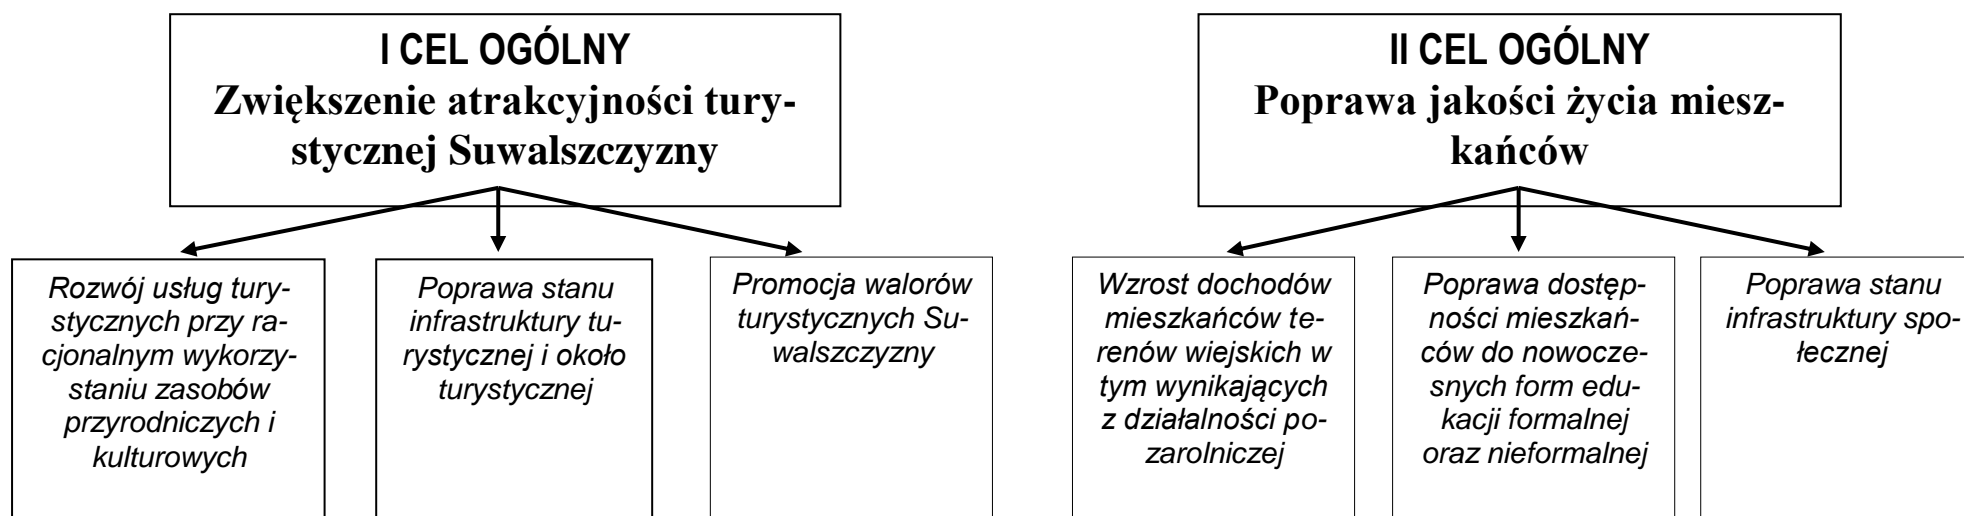 I CEL OGÓLNY
Zwiększenie atrakcyjności tury-
stycznej Suwalszczyzny
II CEL OGÓLNY
Poprawa jakości życia miesz-
kańców
Rozwój usług tury-
stycznych przy ra-
cjonalnym wykorzy-
staniu zasobów
przyrodniczych i
kulturowych
Poprawa stanu
infrastruktury tu-
rystycznej i około
turystycznej
Promocja walorów
turystycznych Su-
walszczyzny
Wzrost dochodów
mieszkańców te-
renów wiejskich w
tym wynikających
z działalności po-
zarolniczej
Poprawa dostęp-
ności mieszkań-
ców do nowocze-
snych form edu-
kacji formalnej
oraz nieformalnej
Poprawa stanu
infrastruktury spo-
łecznej